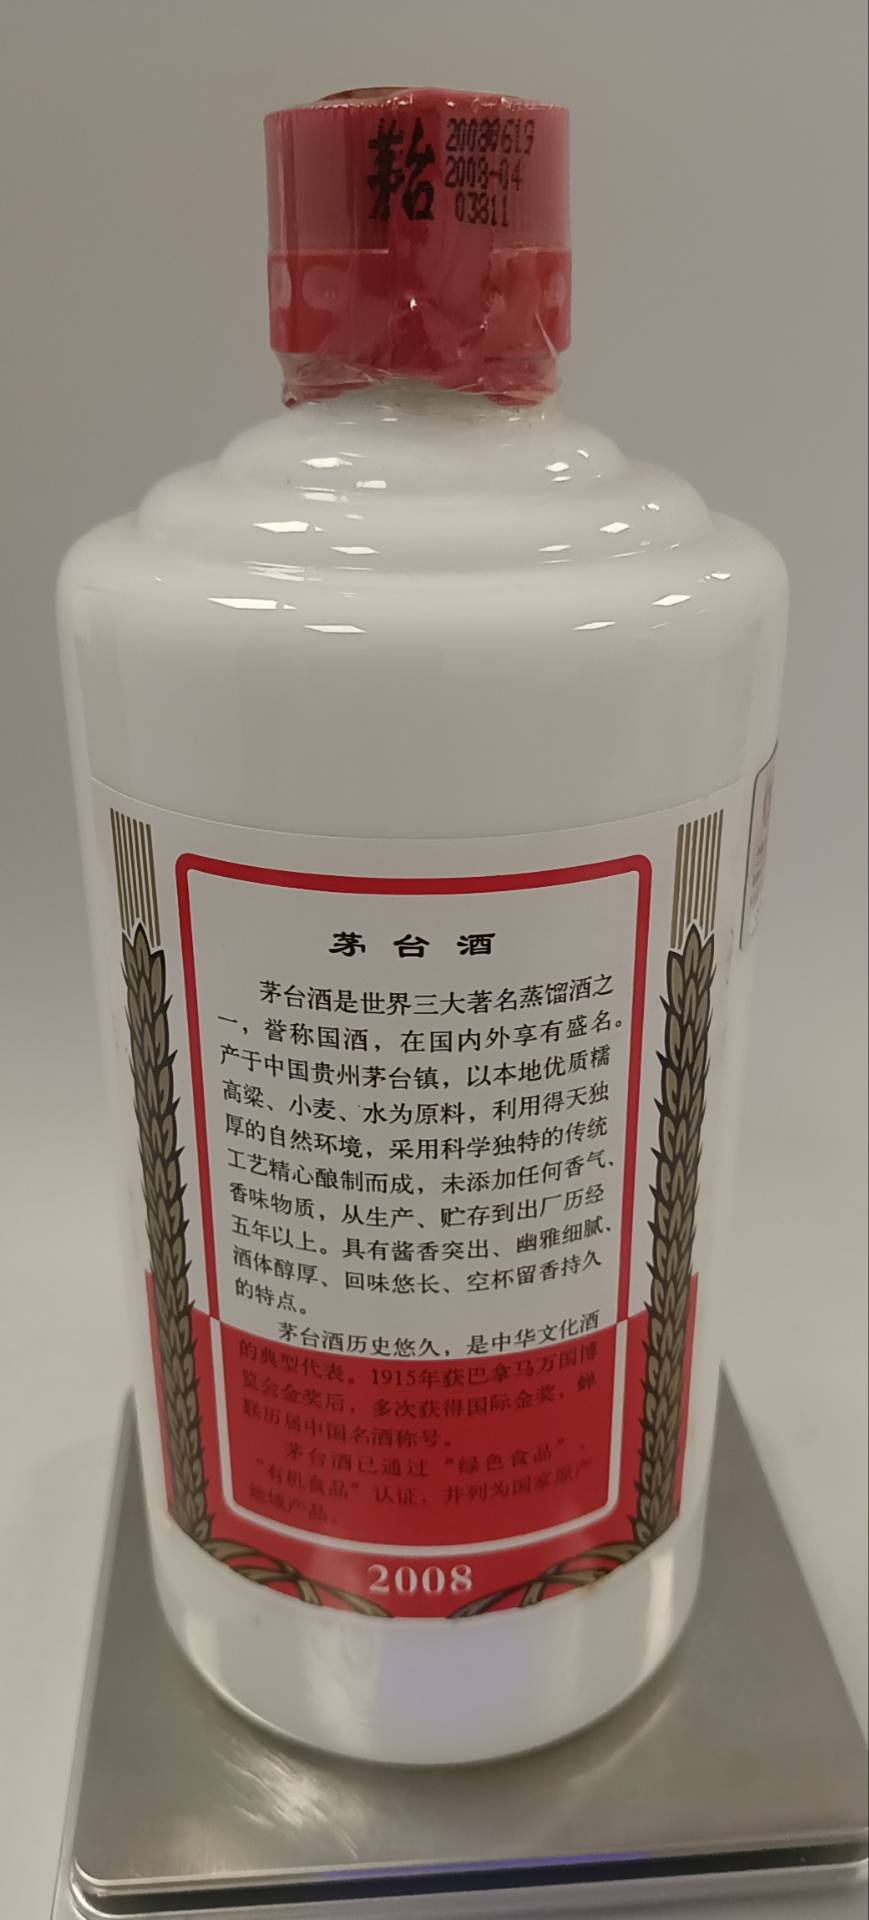 茅台
20080619
2008-04
03811
茅台酒
茅台酒是世界三大著名蒸馏酒之
一，誉称国酒，在国内外享有盛名。
产于中国贵州茅台镇，以本地优质糯
高粱、小麦、水为原料，利用得天独
厚的自然环境，采用科学独特的传统
工艺精心酿制而成，未添加任何香气、
香味物质，从生产、贮存到出厂历经
五年以上。具有酱香突出、幽雅细腻、
酒体醇厚、回味悠长、空杯留香持久
的特点。
茅台酒历史悠久，是中华文化酒
的典型代表。1915年获巴拿马万国博
览会金奖后，多次获得国际金奖，蝉
联历届中国名酒称号。
茅台酒已通过“绿色食品”、
“有机食品”认证，并列为国家原产
地域产品。
2008